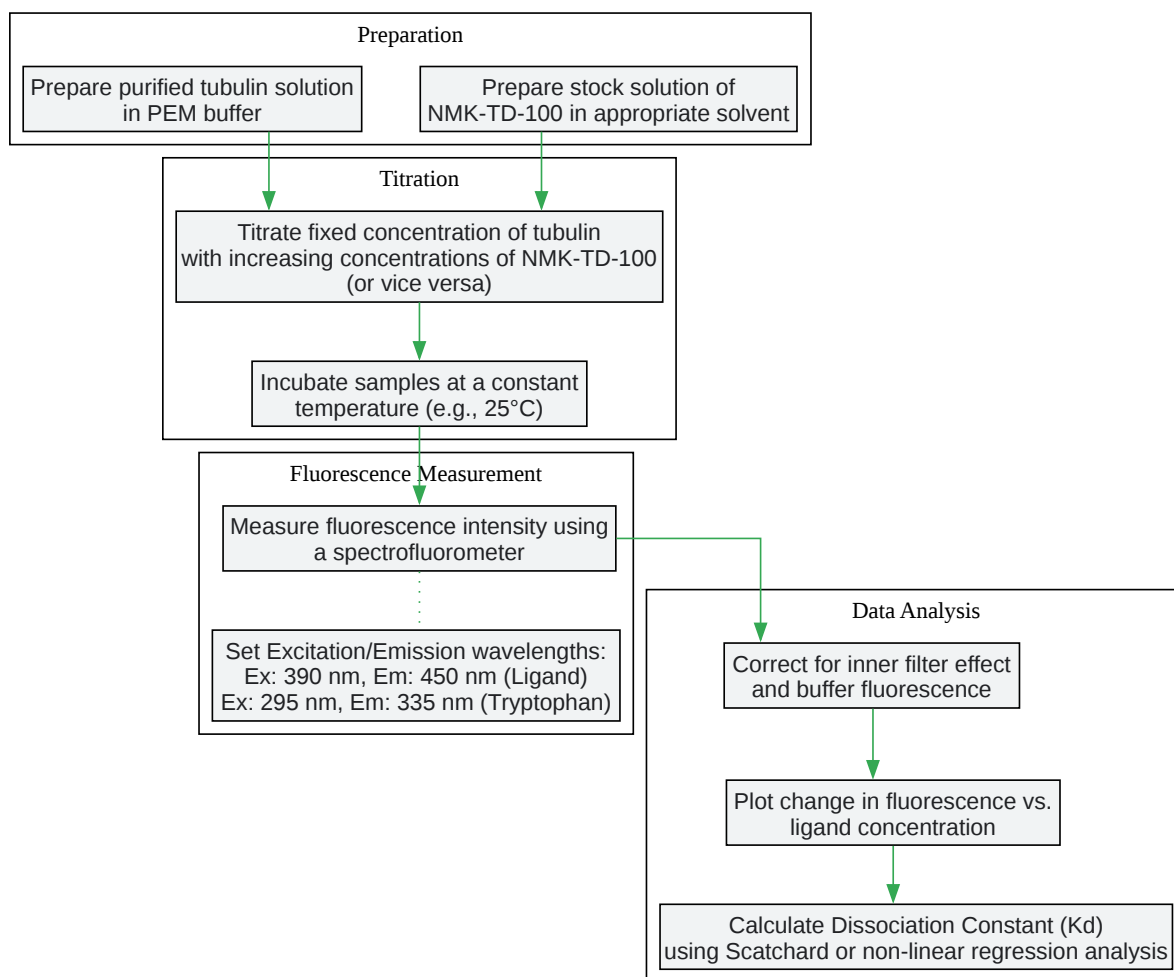 Preparation
Prepare purified tubulin solution
in PEM buffer
Prepare stock solution of
NMK-TD-100 in appropriate solvent
Titration
Titrate fixed concentration of tubulin
with increasing concentrations of NMK-TD-100
(or vice versa)
Incubate samples at a constant
temperature (e.g., 25°C)
Fluorescence Measurement
Measure fluorescence intensity using
a spectrofluorometer
Set Excitation/Emission wavelengths:
Ex: 390 nm, Em: 450 nm (Ligand)
Ex: 295 nm, Em: 335 nm (Tryptophan)
Data Analysis
Correct for inner filter effect
and buffer fluorescence
Plot change in fluorescence vs.
ligand concentration
Calculate Dissociation Constant (Kd)
using Scatchard or non-linear regression analysis